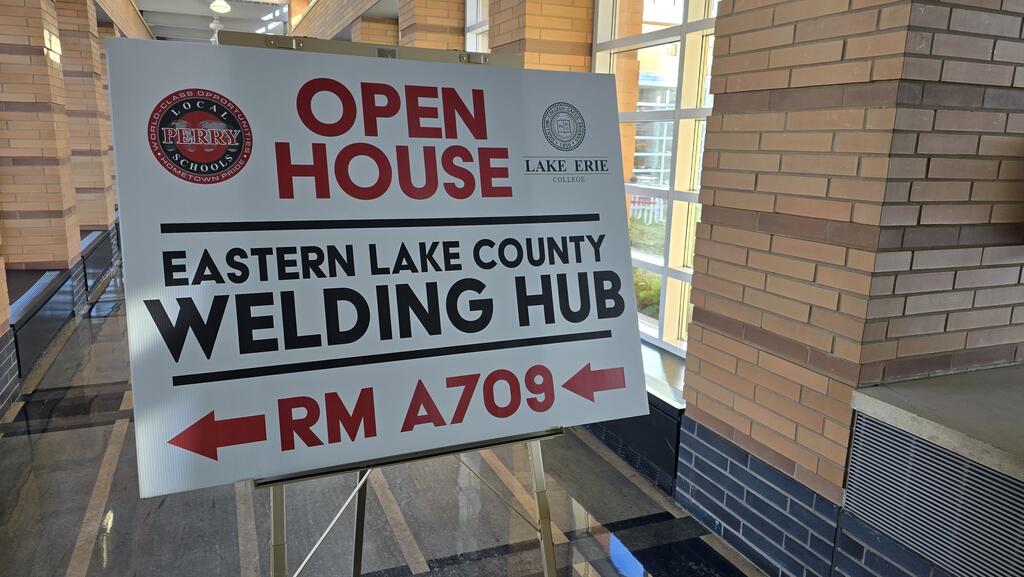 OPEN
HOUSE
WORLD-CLASS OPPORTUNITIES
LOCAL
PERRY
SCHOOLS
HOMETOWN PRIDE
LAKE ERIE
COLLEGE
EASTERN LAKE COUNTY
WELDING HUB
RM A709